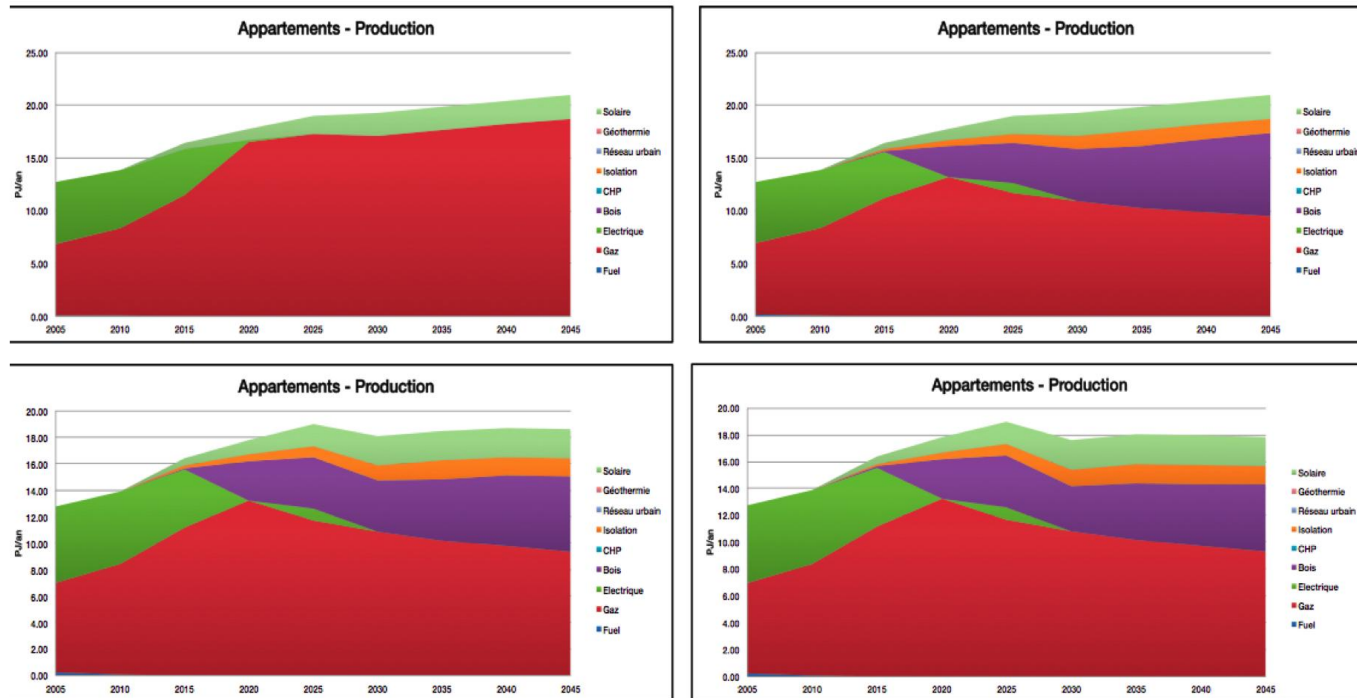 Appartements - Production
25.00
20.00
15.00
10.00
5.00
0.00
PJ/an
2005 2010 2015 2020 2025 2030 2035 2040 2045
Solaire
Géothermie
Réseau urbain
Isolation
CHP
Bois
Electrique
Gaz
Fuel
Appartements - Production
25.00
20.00
15.00
10.00
5.00
0.00
PJ/an
2005 2010 2015 2020 2025 2030 2035 2040 2045
Solaire
Géothermie
Réseau urbain
Isolation
CHP
Bois
Electrique
Gaz
Fuel
Appartements - Production
20.00
18.00
16.00
14.00
12.00
10.00
8.00
6.00
4.00
2.00
0.00
PJ/an
2005 2010 2015 2020 2025 2030 2035 2040 2045
Solaire
Géothermie
Réseau urbain
Isolation
CHP
Bois
Electrique
Gaz
Fuel
Appartements - Production
20.00
18.00
16.00
14.00
12.00
10.00
8.00
6.00
4.00
2.00
0.00
PJ/an
2005 2010 2015 2020 2025 2030 2035 2040 2045
Solaire
Géothermie
Réseau urbain
Isolation
CHP
Bois
Electrique
Gaz
Fuel